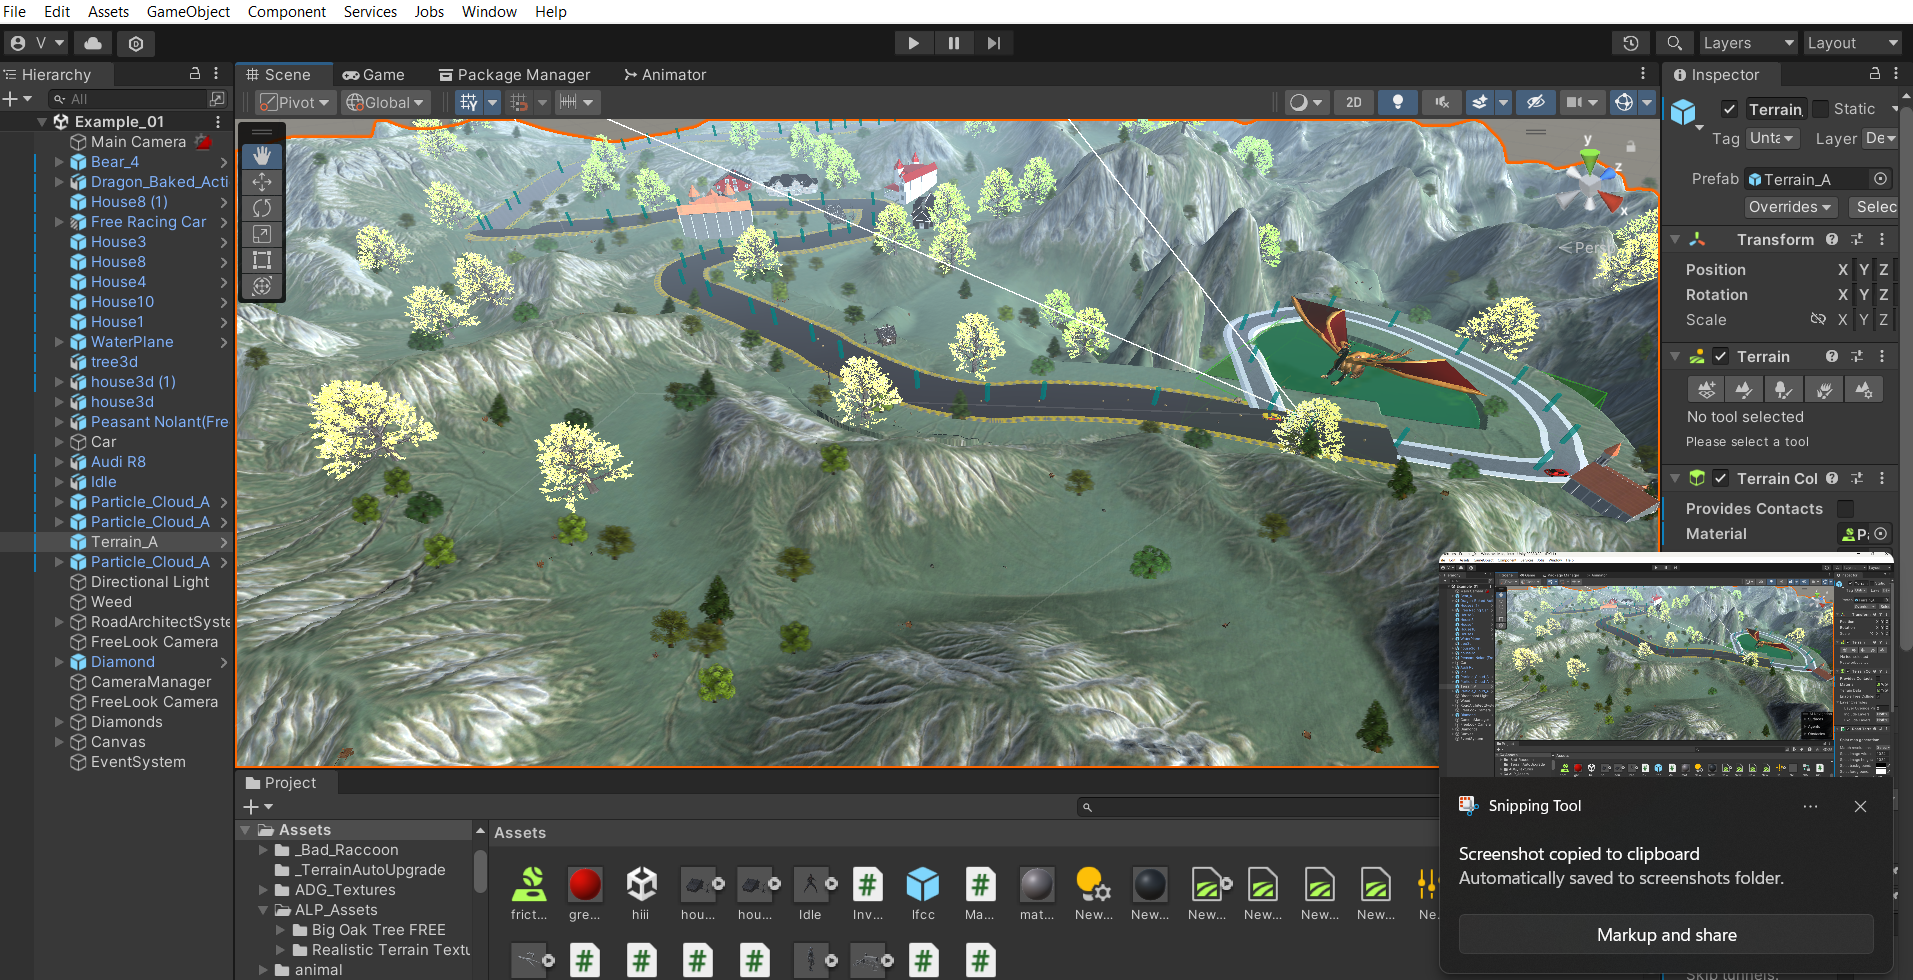 File Edit Assets GameObject Component Services Jobs Window Help
V
Layers Layout
Hierarchy
Scene Game Package Manager Animator
Inspector
All
Pivot Global
2D
Example_01
Main Camera
Bear_4
Dragon_Baked_Acti
House8 (1)
Free Racing Car
House3
House8
House4
House10
House1
WaterPlane
tree3d
house3d (1)
house3d
Peasant Nolant(Fre
Car
Audi R8
Idle
Particle_Cloud_A
Particle_Cloud_A
Terrain_A
Particle_Cloud_A
Directional Light
Weed
RoadArchitectSyste
FreeLook Camera
Diamond
CameraManager
FreeLook Camera
Diamonds
Canvas
EventSystem
y
z
x
Persp
Terrain Static
Tag Unta Layer De
Prefab Terrain_A
Overrides Selec
Transform
Position X Y Z
Rotation X Y Z
Scale X Y Z
Terrain
No tool selected
Please select a tool
Terrain Col
Provides Contacts
Material
Project
Assets
_Bad_Raccoon
_TerrainAutoUpgrade
ADG_Textures
ALP_Assets
Big Oak Tree FREE
Realistic Terrain Textu
animal
Assets
frict... gre... hiii hou... hou... Idle Inv... lfcc Ma... mat... New... New... New... New... New... New... Ne...
Snipping Tool
Screenshot copied to clipboard
Automatically saved to screenshots folder.
Markup and share
Skip tunnels: